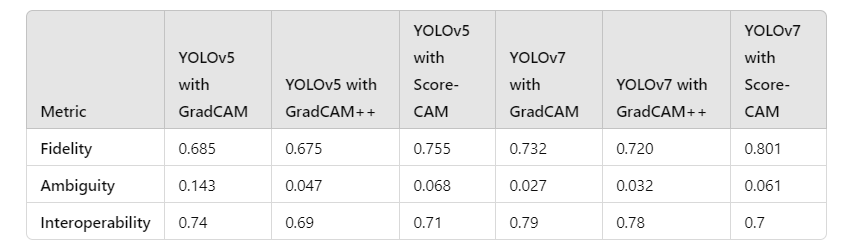 Metric YOLOv5 with GradCAM YOLOv5 with GradCAM++ YOLOv5 with Score-CAM YOLOv7 with GradCAM YOLOv7 with GradCAM++ YOLOv7 with Score-CAM
Fidelity 0.685 0.675 0.755 0.732 0.720 0.801
Ambiguity 0.143 0.047 0.068 0.027 0.032 0.061
Interoperability 0.74 0.69 0.71 0.79 0.78 0.7